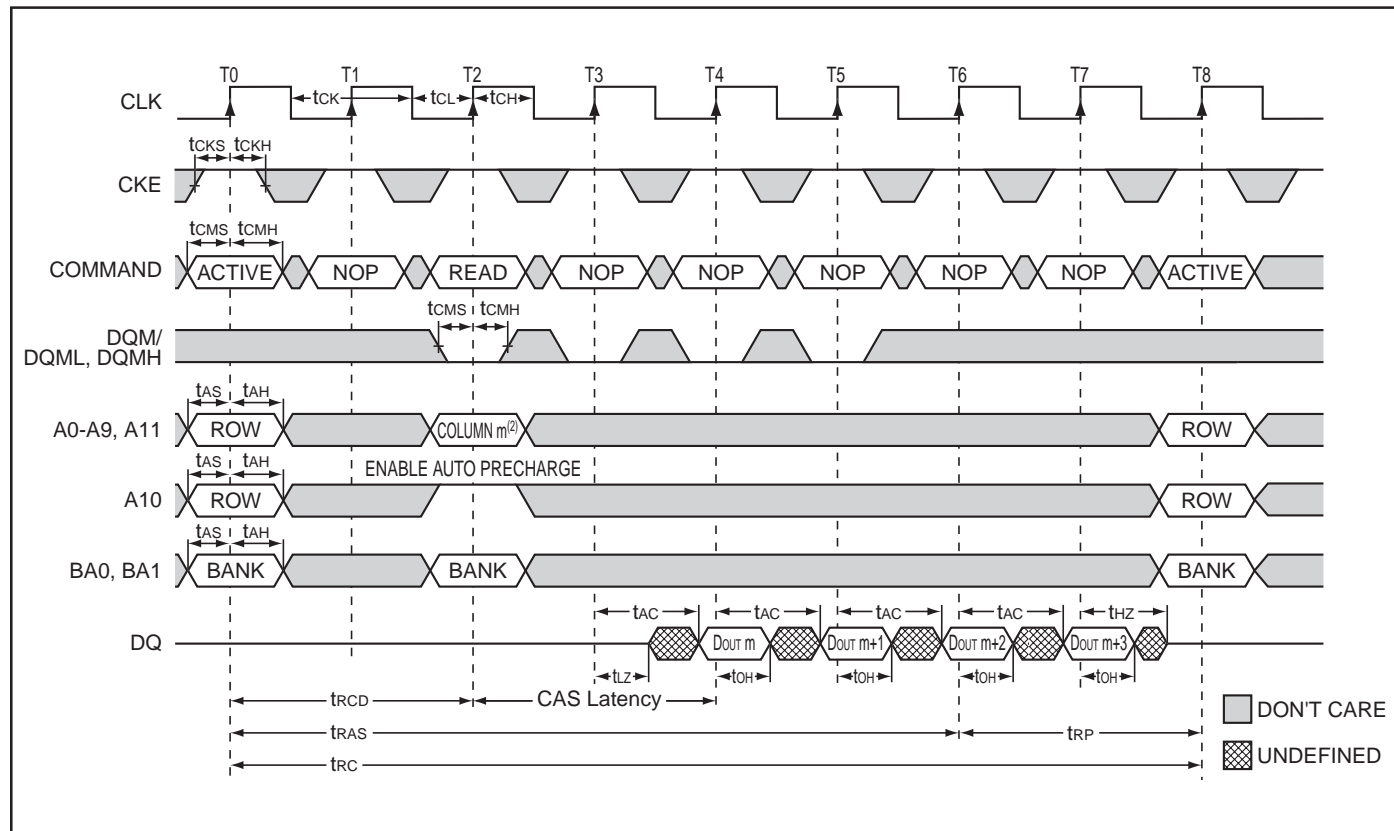 T0 T1 T2 T3 T4 T5 T6 T7 T8
CLK tCK tCL tCH
tCKS tCKH
CKE
tCMS tCMH
COMMAND ACTIVE NOP READ NOP NOP NOP NOP NOP ACTIVE
tCMS tCMH
DQM/
DQML, DQMH
tAS tAH
A0-A9, A11 ROW COLUMN m(2) ROW
tAS tAH ENABLE AUTO PRECHARGE
A10 ROW ROW
tAS tAH
BA0, BA1 BANK BANK BANK
tAC tAC tAC tAC tHZ
DQ DOUT m DOUT m+1 DOUT m+2 DOUT m+3
tLZ tOH tOH tOH tOH
tRCD CAS Latency
DON'T CARE
tRAS tRP
UNDEFINED
tRC